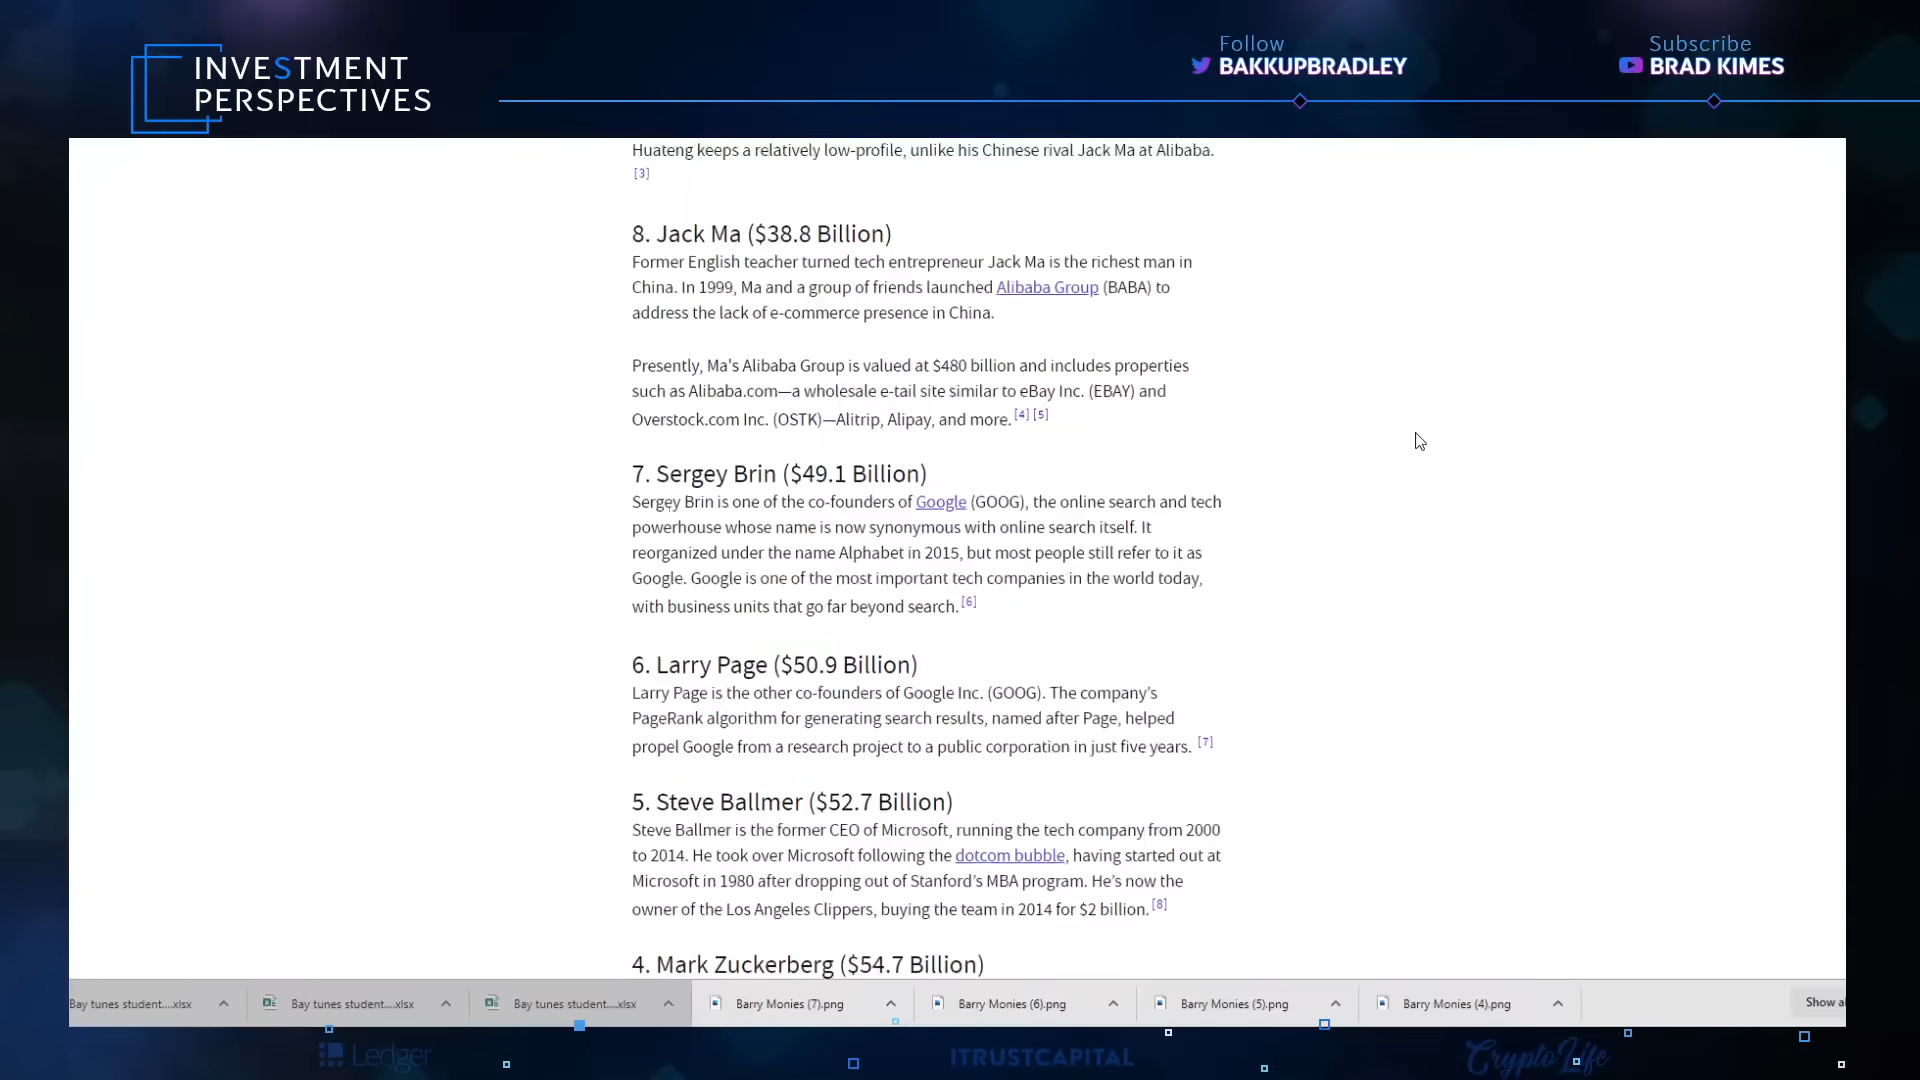 INVESTMENT
PERSPECTIVES
Follow
BAKKUPBRADLEY
Subscribe
BRAD KIMES
Huateng keeps a relatively low-profile, unlike his Chinese rival Jack Ma at Alibaba.
[3]
8. Jack Ma ($38.8 Billion)
Former English teacher turned tech entrepreneur Jack Ma is the richest man in
China. In 1999, Ma and a group of friends launched Alibaba Group (BABA) to
address the lack of e-commerce presence in China.
Presently, Ma's Alibaba Group is valued at $480 billion and includes properties
such as Alibaba.com—a wholesale e-tail site similar to eBay Inc. (EBAY) and
Overstock.com Inc. (OSTK)—Alitrip, Alipay, and more. [4] [5]
7. Sergey Brin ($49.1 Billion)
Sergey Brin is one of the co-founders of Google (GOOG), the online search and tech
powerhouse whose name is now synonymous with online search itself. It
reorganized under the name Alphabet in 2015, but most people still refer to it as
Google. Google is one of the most important tech companies in the world today,
with business units that go far beyond search. [6]
6. Larry Page ($50.9 Billion)
Larry Page is the other co-founders of Google Inc. (GOOG). The company’s
PageRank algorithm for generating search results, named after Page, helped
propel Google from a research project to a public corporation in just five years. [7]
5. Steve Ballmer ($52.7 Billion)
Steve Ballmer is the former CEO of Microsoft, running the tech company from 2000
to 2014. He took over Microsoft following the dotcom bubble, having started out at
Microsoft in 1980 after dropping out of Stanford’s MBA program. He’s now the
owner of the Los Angeles Clippers, buying the team in 2014 for $2 billion. [8]
4. Mark Zuckerberg ($54.7 Billion)
Bay tunes student....xlsx Bay tunes student....xlsx Bay tunes student....xlsx Barry Monies (7).png Barry Monies (6).png Barry Monies (5).png Barry Monies (4).png Show a
Ledger ITRUSTCAPITAL CryptoLife